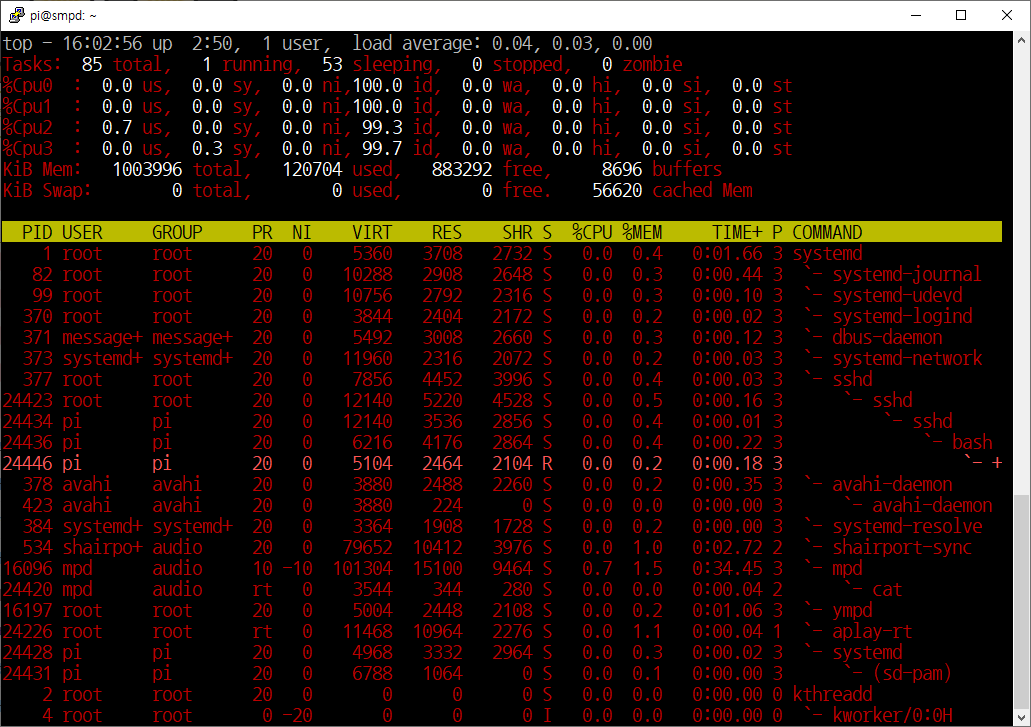 pi@smpd: ~
top - 16:02:56 up  2:50,  1 user,  load average: 0.04, 0.03, 0.00
Tasks:  85 total,   1 running,  53 sleeping,   0 stopped,   0 zombie
%Cpu0  :  0.0 us,  0.0 sy,  0.0 ni,100.0 id,  0.0 wa,  0.0 hi,  0.0 si,  0.0 st
%Cpu1  :  0.0 us,  0.0 sy,  0.0 ni,100.0 id,  0.0 wa,  0.0 hi,  0.0 si,  0.0 st
%Cpu2  :  0.7 us,  0.0 sy,  0.0 ni, 99.3 id,  0.0 wa,  0.0 hi,  0.0 si,  0.0 st
%Cpu3  :  0.0 us,  0.3 sy,  0.0 ni, 99.7 id,  0.0 wa,  0.0 hi,  0.0 si,  0.0 st
KiB Mem:   1003996 total,   120704 used,   883292 free,     8696 buffers
KiB Swap:        0 total,        0 used,        0 free.    56620 cached Mem
PID USER     GROUP     PR  NI    VIRT    RES    SHR S  %CPU %MEM     TIME+ P COMMAND
1 root     root      20   0    5360   3708   2732 S   0.0  0.4   0:01.66 3 systemd
82 root     root      20   0   10288   2908   2648 S   0.0  0.3   0:00.44 3  `- systemd-journal
99 root     root      20   0   10756   2792   2316 S   0.0  0.3   0:00.10 3  `- systemd-udevd
370 root     root      20   0    3844   2404   2172 S   0.0  0.2   0:00.02 3  `- systemd-logind
371 message+ message+  20   0    5492   3008   2660 S   0.0  0.3   0:00.12 3  `- dbus-daemon
373 systemd+ systemd+  20   0   11960   2316   2072 S   0.0  0.2   0:00.03 3  `- systemd-network
377 root     root      20   0    7856   4452   3996 S   0.0  0.4   0:00.03 3  `- sshd
24423 root     root      20   0   12140   5220   4528 S   0.0  0.5   0:00.16 3      `- sshd
24434 pi       pi        20   0   12140   3536   2856 S   0.0  0.4   0:00.01 3          `- sshd
24436 pi       pi        20   0    6216   4176   2864 S   0.0  0.4   0:00.22 3              `- bash
24446 pi       pi        20   0    5104   2464   2104 R   0.0  0.2   0:00.18 3                  `- +
378 avahi    avahi     20   0    3880   2488   2260 S   0.0  0.2   0:00.35 3  `- avahi-daemon
423 avahi    avahi     20   0    3880    224      0 S   0.0  0.0   0:00.00 3      `- avahi-daemon
384 systemd+ systemd+  20   0    3364   1908   1728 S   0.0  0.2   0:00.00 3  `- systemd-resolve
534 shairpo+ audio     20   0   79652  10412   3976 S   0.0  1.0   0:02.72 2  `- shairport-sync
16096 mpd      audio     10 -10  101304  15100   9464 S   0.7  1.5   0:34.45 3  `- mpd
24420 mpd      audio     rt   0    3544    344    280 S   0.0  0.0   0:00.04 2      `- cat
16197 root     root      20   0    5004   2448   2108 S   0.0  0.2   0:01.06 3  `- ympd
24226 root     root      rt   0   11468  10964   2276 S   0.0  1.1   0:00.04 1  `- aplay-rt
24428 pi       pi        20   0    4968   3332   2964 S   0.0  0.3   0:00.02 3  `- systemd
24431 pi       pi        20   0    6788   1064      0 S   0.0  0.1   0:00.00 3      `- (sd-pam)
2 root     root      20   0       0      0      0 S   0.0  0.0   0:00.00 0 kthreadd
4 root     root       0 -20       0      0      0 I   0.0  0.0   0:00.00 0  `- kworker/0:0H